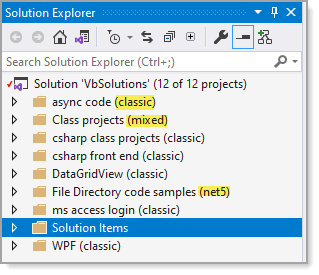 Solution Explorer
Search Solution Explorer (Ctrl+;)
Solution 'VbSolutions' (12 of 12 projects)
async code (classic)
Class projects (mixed)
csharp class projects (classic)
csharp front end (classic)
DataGridView (classic)
File Directory code samples (net5)
ms access login (classic)
Solution Items
WPF (classic)